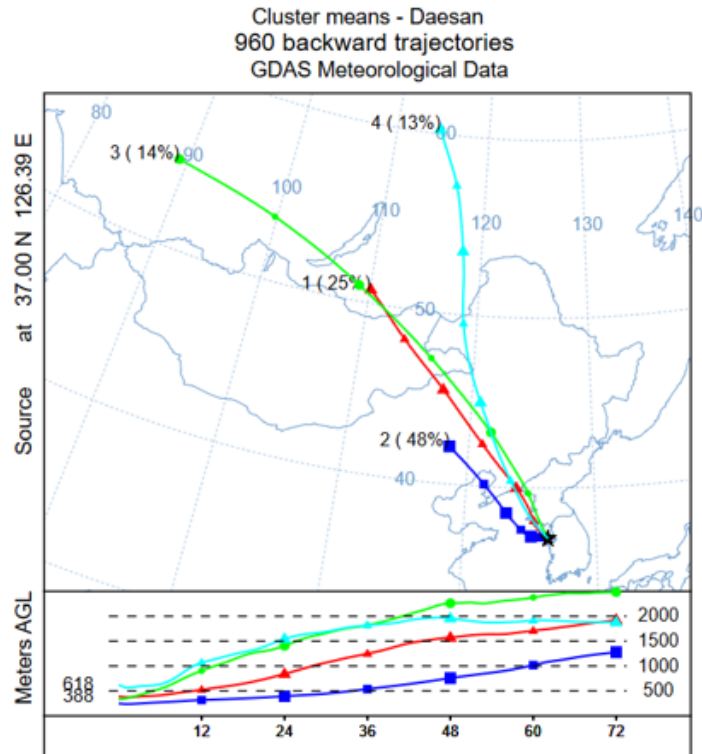 Cluster means - Daesan
960 backward trajectories
GDAS Meteorological Data
Source at 37.00 N 126.39 E
80
90
100
110
120
130
140
60
50
40
3 ( 14%)
4 ( 13%)
1 ( 25%)
2 ( 48%)
Meters AGL
618
388
2000
1500
1000
500
12 24 36 48 60 72